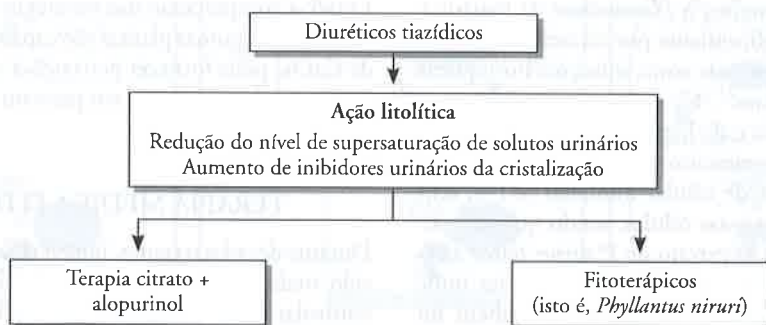 Diuréticos tiazídicos
Ação litolítica
Redução do nível de supersaturação de solutos urinários
Aumento de inibidores urinários da cristalização
Terapia citrato +
alopurinol
Fitoterápicos
(isto é, Phyllantus niruri)